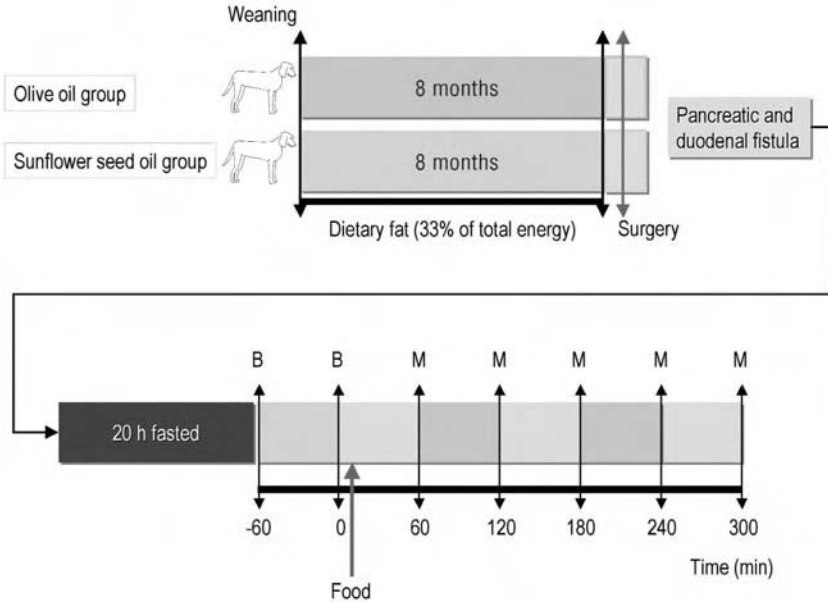 Weaning
Olive oil group
8 months
Pancreatic and
duodenal fistula
Sunflower seed oil group
8 months
Dietary fat (33% of total energy)
Surgery
B B M M M M M
20 h fasted
-60 0 60 120 180 240 300
Time (min)
Food